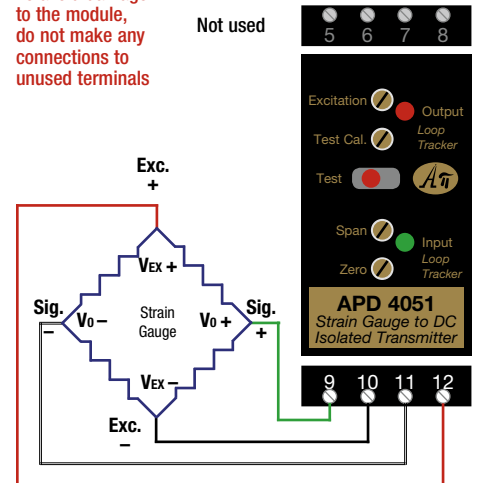 to the module,
do not make any
connections to
unused terminals
Not used
5 6 7 8
Excitation
Output
Loop
Tracker
Test Cal.
Test
Span
Input
Loop
Tracker
Zero
APD 4051
Strain Gauge to DC
Isolated Transmitter
9 10 11 12
Exc.
+
VEX +
Sig.
–
V0 –
Strain
Gauge
V0 +
Sig.
+
VEX –
Exc.
–